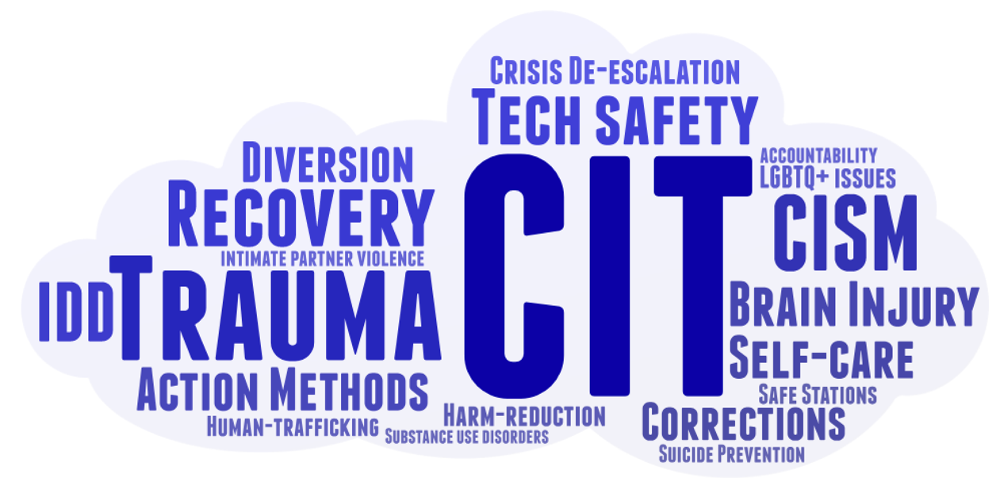 Crisis De-escalation
Tech safety
Diversion
accountability
LGBTQ+ issues
Recovery
CIT
CISM
intimate partner violence
IDD
Trauma
Brain Injury
Self-care
Action Methods
Safe Stations
Harm-reduction
Corrections
Human-trafficking
Substance use disorders
Suicide Prevention